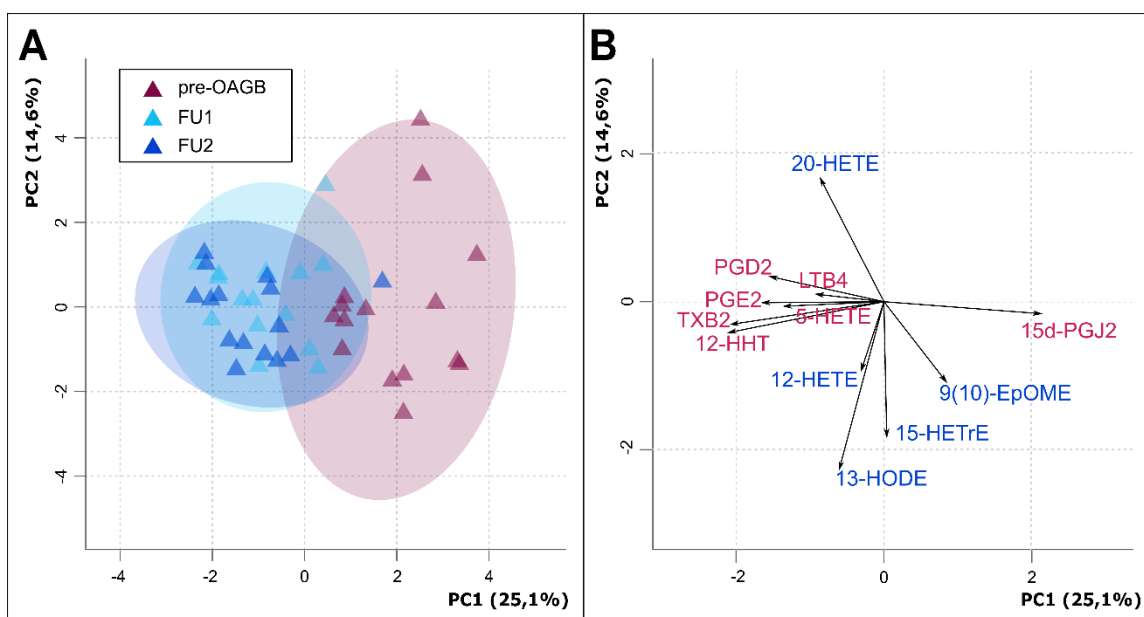 A
pre-OAGB
FU1
FU2
PC2 (14,6%)
4
2
0
-2
-4
-4
-2
0
2
4
PC1 (25,1%)
B
PC2 (14,6%)
2
0
-2
20-HETE
PGD2
LTB4
PGE2
5-HETE
TXB2
15d-PGJ2
12-HHT
12-HETE
9(10)-EpOME
15-HETrE
13-HODE
-2
0
2
PC1 (25,1%)